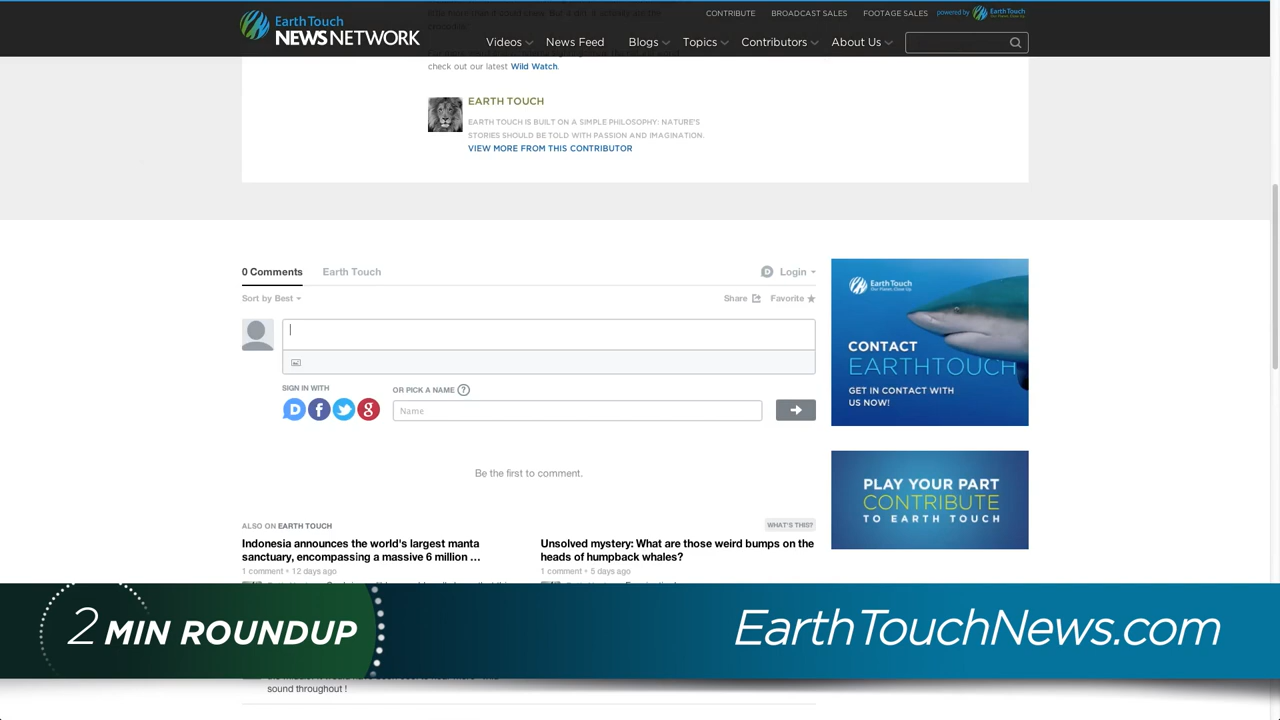 CONTRIBUTE BROADCAST SALES FOOTAGE SALES powered by Earth Touch
Earth Touch
NEWS NETWORK
Videos News Feed Blogs Topics Contributors About Us
check out our latest Wild Watch.
EARTH TOUCH
EARTH TOUCH IS BUILT ON A SIMPLE PHILOSOPHY: NATURE'S
STORIES SHOULD BE TOLD WITH PASSION AND IMAGINATION.
VIEW MORE FROM THIS CONTRIBUTOR
0 Comments Earth Touch Login
Sort by Best Share Favorite
SIGN IN WITH
OR PICK A NAME ?
Name
Be the first to comment.
ALSO ON EARTH TOUCH WHAT'S THIS?
Indonesia announces the world's largest manta
sanctuary, encompassing a massive 6 million ...
1 comment • 12 days ago
Unsolved mystery: What are those weird bumps on the
heads of humpback whales?
1 comment • 5 days ago
Earth Touch
Our Planet, Close Up.
CONTACT
EARTHTOUCH
GET IN CONTACT WITH
US NOW!
PLAY YOUR PART
CONTRIBUTE
TO EARTH TOUCH
2 MIN ROUNDUP
EarthTouchNews.com
sound throughout !